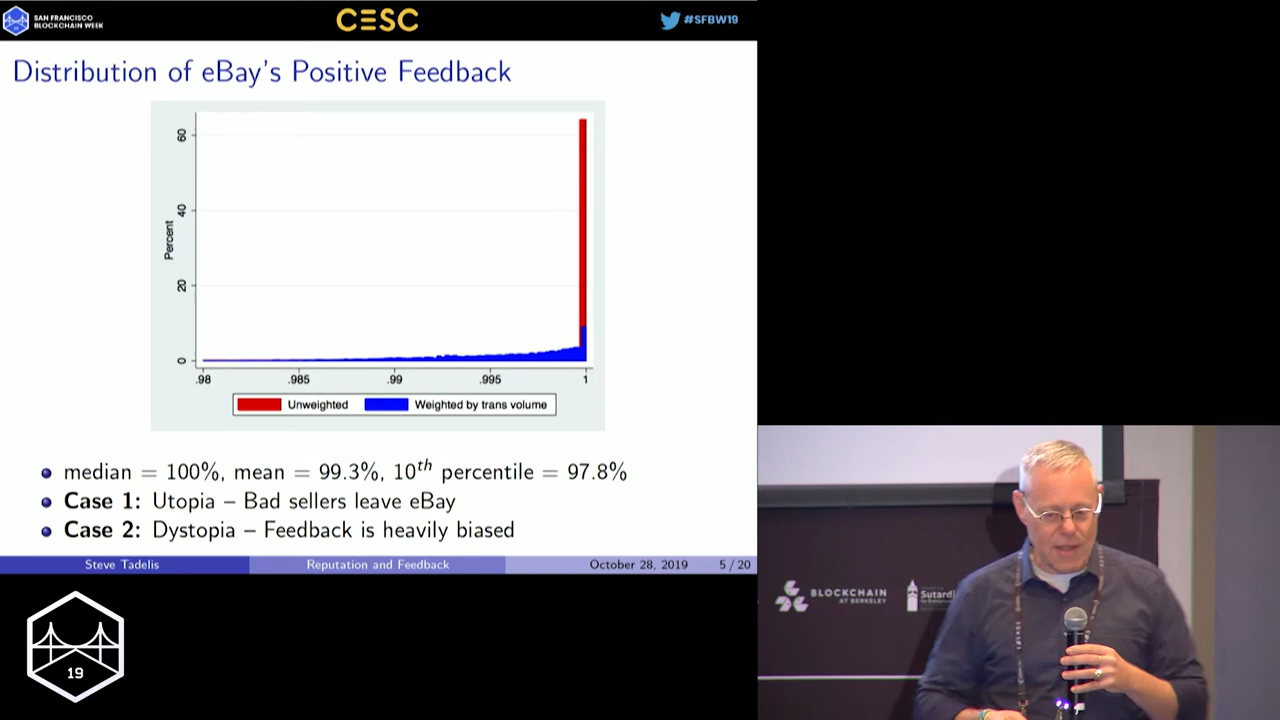 SAN FRANCISCO
BLOCKCHAIN WEEK
19
CESC
#SFBW19
Distribution of eBay's Positive Feedback
Percent
60
40
20
0
.98
.985
.99
.995
1
Unweighted
Weighted by trans volume
median = 100%, mean = 99.3%, 10th percentile = 97.8%
Case 1: Utopia – Bad sellers leave eBay
Case 2: Dystopia – Feedback is heavily biased
Steve Tadelis
Reputation and Feedback
October 28, 2019
5 / 20
19
BLOCKCHAIN
AT BERKELEY